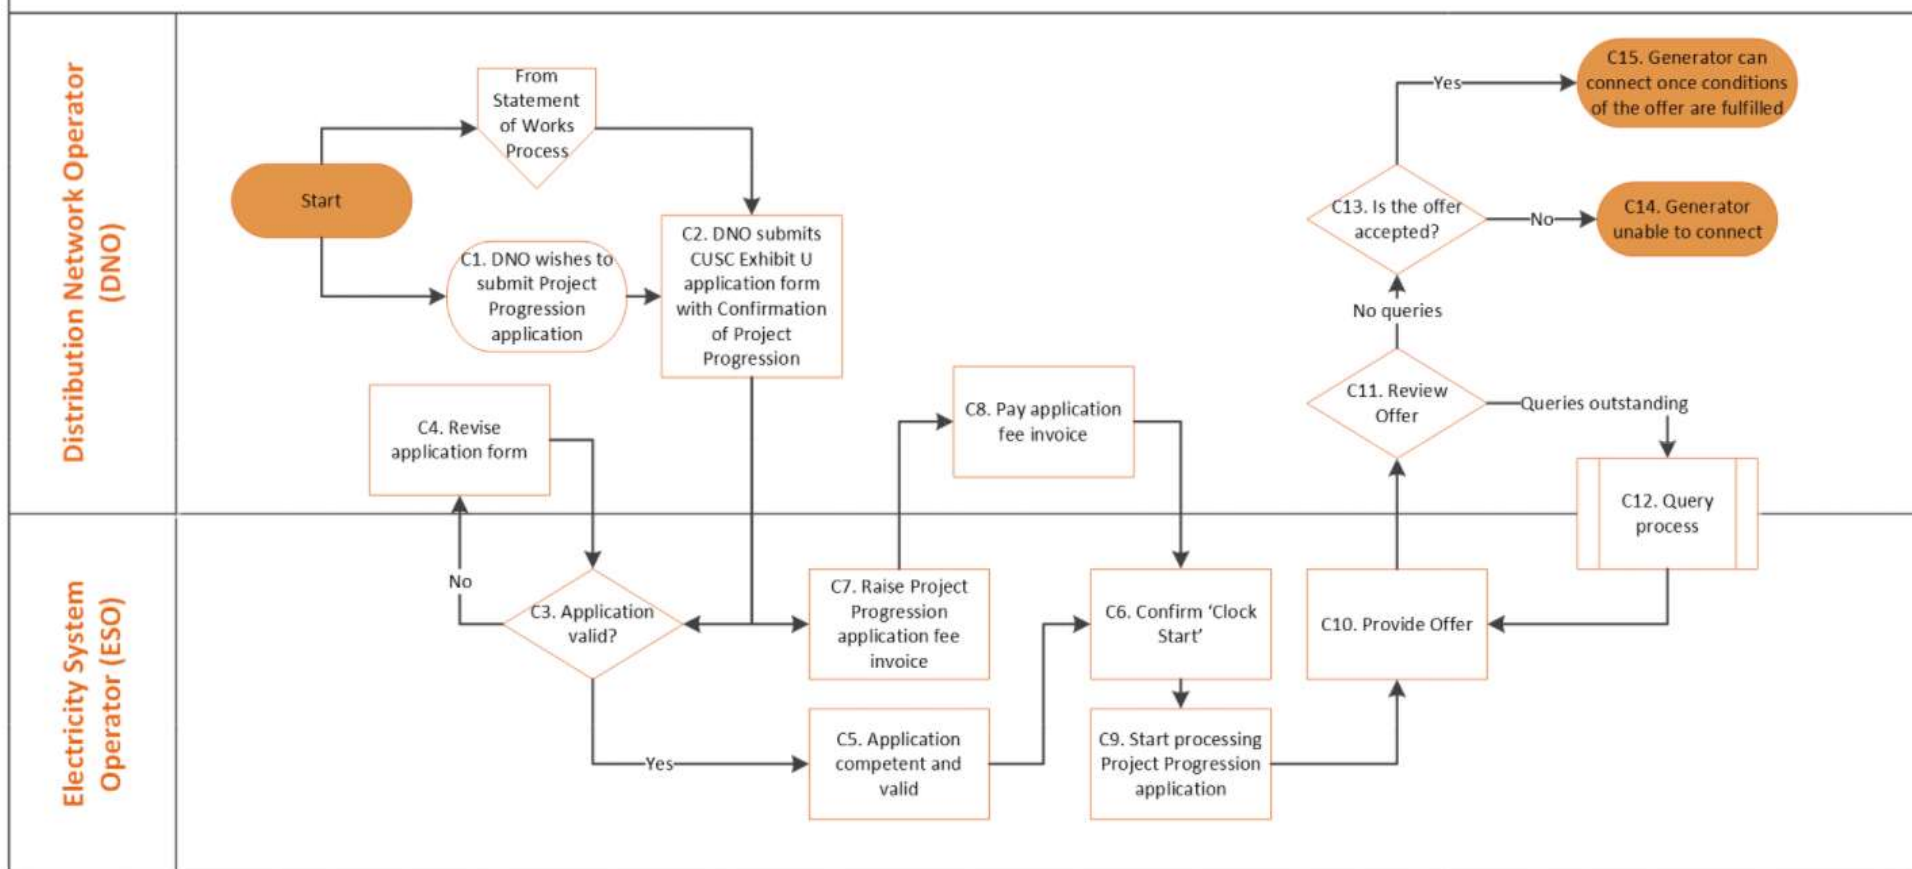 Distribution Network Operator
(DNO)
Start
From
Statement
of Works
Process
C1. DNO wishes to
submit Project
Progression
application
C2. DNO submits
CUSC Exhibit U
application form
with Confirmation
of Project
Progression
C4. Revise
application form
C8. Pay application
fee invoice
C15. Generator can
connect once conditions
of the offer are fulfilled
Yes
C13. Is the offer
accepted?
No
C14. Generator
unable to connect
No queries
C11. Review
Offer
Queries outstanding
C12. Query
process
Electricity System
Operator (ESO)
No
C3. Application
valid?
Yes
C7. Raise Project
Progression
application fee
invoice
C5. Application
competent and
valid
C6. Confirm ‘Clock
Start’
C9. Start processing
Project Progression
application
C10. Provide Offer